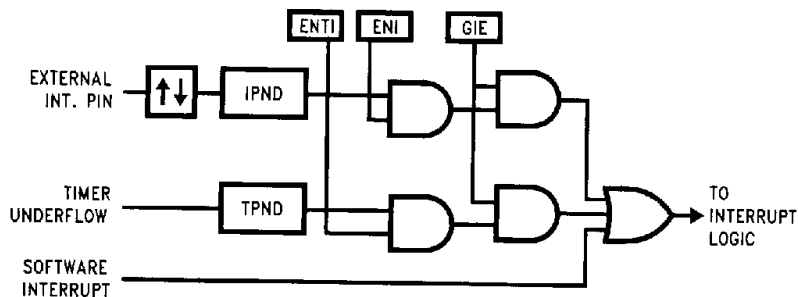 ENTI
ENI
GIE
EXTERNAL
INT. PIN
IPND
TIMER
UNDERFLOW
TPND
TO
INTERRUPT
LOGIC
SOFTWARE
INTERRUPT